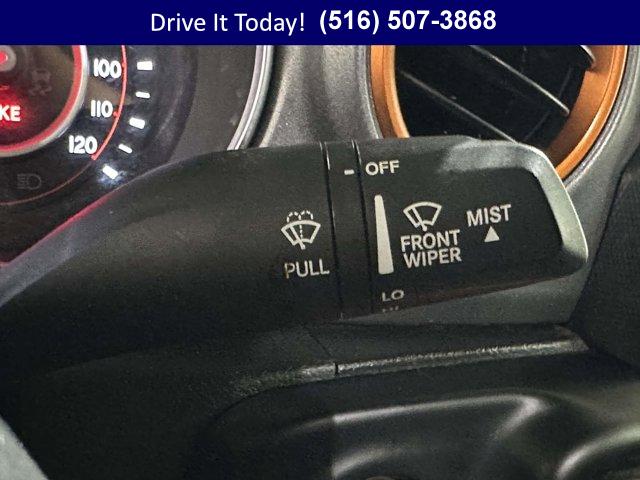 Drive It Today! (516) 507-3868
100
110
120
KE
OFF
MIST
FRONT
WIPER
PULL
LO